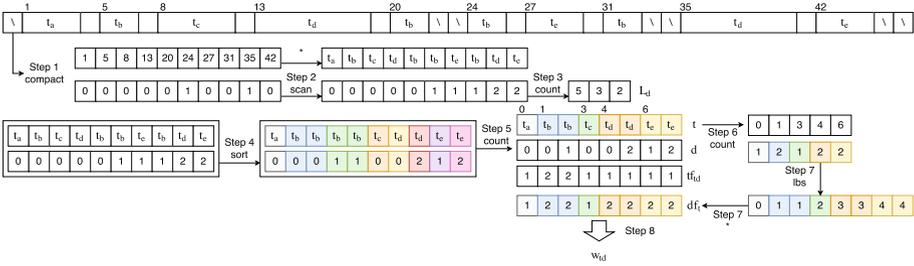 1 5 8 13 20 24 27 31 35 42
\ ta tb tc td tb \ \ tb te tb \ \ td te \ \
Step 1
compact
1 5 8 13 20 24 27 31 35 42
*
ta tb tc td tb tb te tb td te
0 0 0 0 0 1 0 0 1 0
Step 2
scan
0 0 0 0 0 1 1 1 2 2
Step 3
count
5 3 2
Ld
ta tb tc td tb tb te tb td te
0 0 0 0 0 1 1 1 2 2
Step 4
sort
ta tb tb tb tb tc td td te te
0 0 0 1 1 0 0 2 1 2
Step 5
count
0 1 3 4 6
ta tb tb tc td td te te
t
0 0 1 0 0 2 1 2
d
1 2 2 1 1 1 1 1
tftd
1 2 2 1 2 2 2 2
dft
Step 6
count
0 1 3 4 6
1 2 1 2 2
Step 7
lbs
0 1 1 2 3 3 4 4
Step 7
*
Step 8
wtd